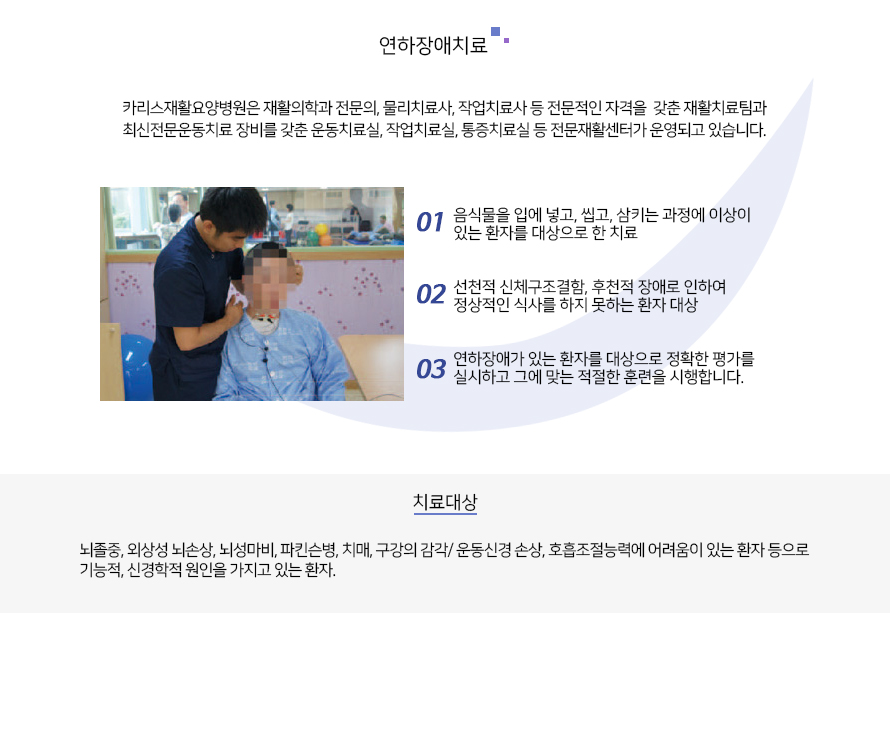 연하장애치료
카리스재활요양병원은 재활의학과 전문의, 물리치료사, 작업치료사 등 전문적인 자격을 갖춘 재활치료팀과
최신전문운동치료 장비를 갖춘 운동치료실, 작업치료실, 통증치료실 등 전문재활센터가 운영되고 있습니다.
01 음식물을 입에 넣고, 씹고, 삼키는 과정에 이상이
있는 환자를 대상으로 한 치료
02 선천적 신체구조결함, 후천적 장애로 인하여
정상적인 식사를 하지 못하는 환자 대상
03 연하장애가 있는 환자를 대상으로 정확한 평가를
실시하고 그에 맞는 적절한 훈련을 시행합니다.
치료대상
뇌졸중, 외상성 뇌손상, 뇌성마비, 파킨슨병, 치매, 구강의 감각/ 운동신경 손상, 호흡조절능력에 어려움이 있는 환자 등으로
기능적, 신경학적 원인을 가지고 있는 환자.